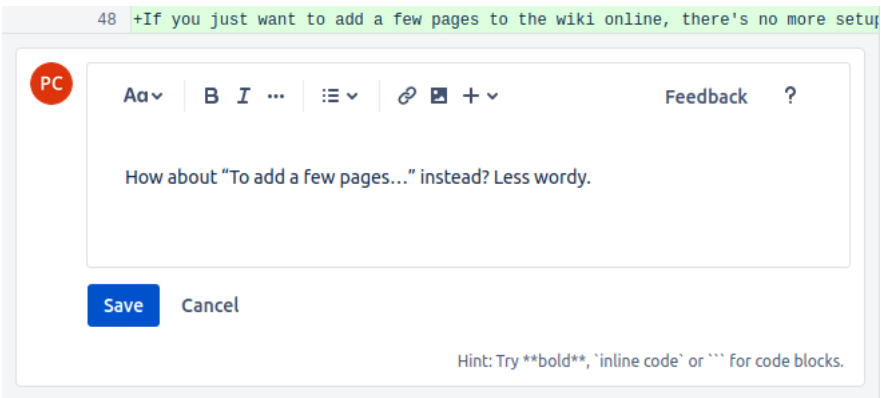 48 +If you just want to add a few pages to the wiki online, there's no more setup
PC
Aa B I ... + Feedback ?
How about “To add a few pages…” instead? Less wordy.
Save Cancel
Hint: Try **bold**, `inline code` or ``` for code blocks.